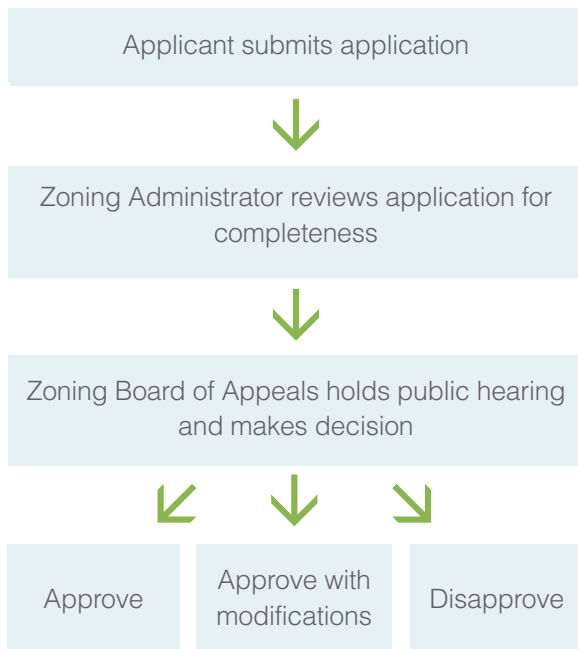 Applicant submits application
Zoning Administrator reviews application for
completeness
Zoning Board of Appeals holds public hearing
and makes decision
Approve
Approve with
modifications
Disapprove